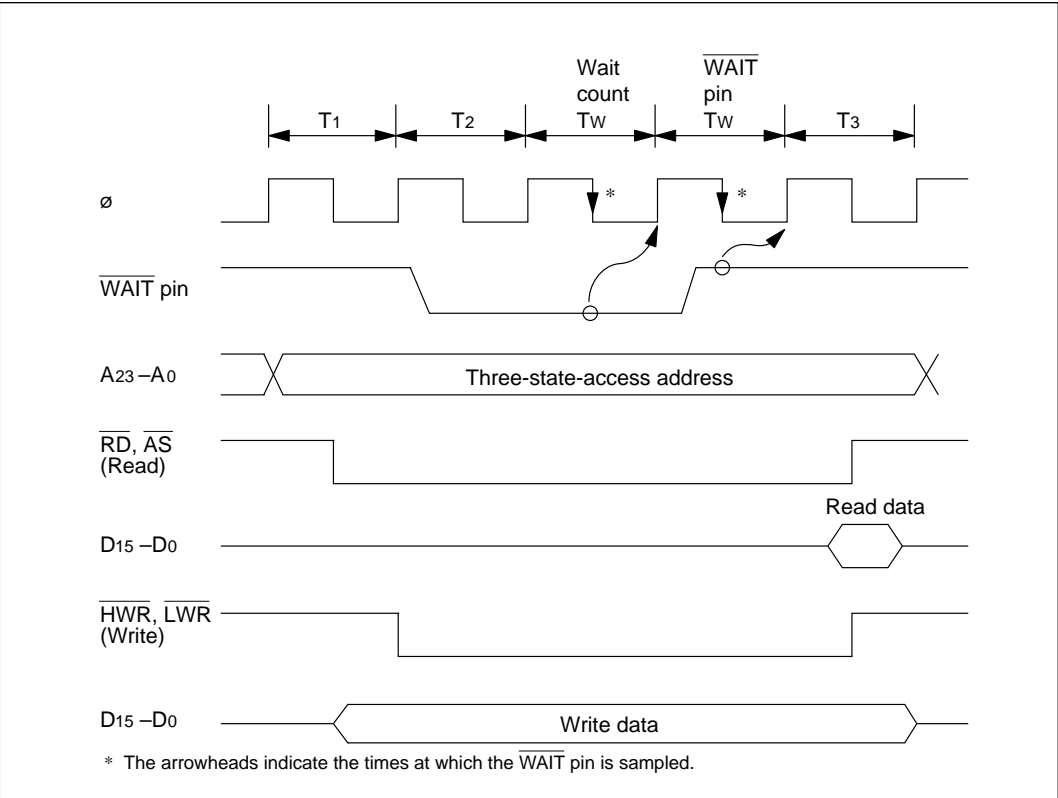 Wait count Tw
WAIT pin Tw
T1 T2 T3
ø
*
*
WAIT pin
A23 –A0
Three-state-access address
RD, AS
(Read)
Read data
D15 –D0
HWR, LWR
(Write)
D15 –D0
Write data
* The arrowheads indicate the times at which the WAIT pin is sampled.